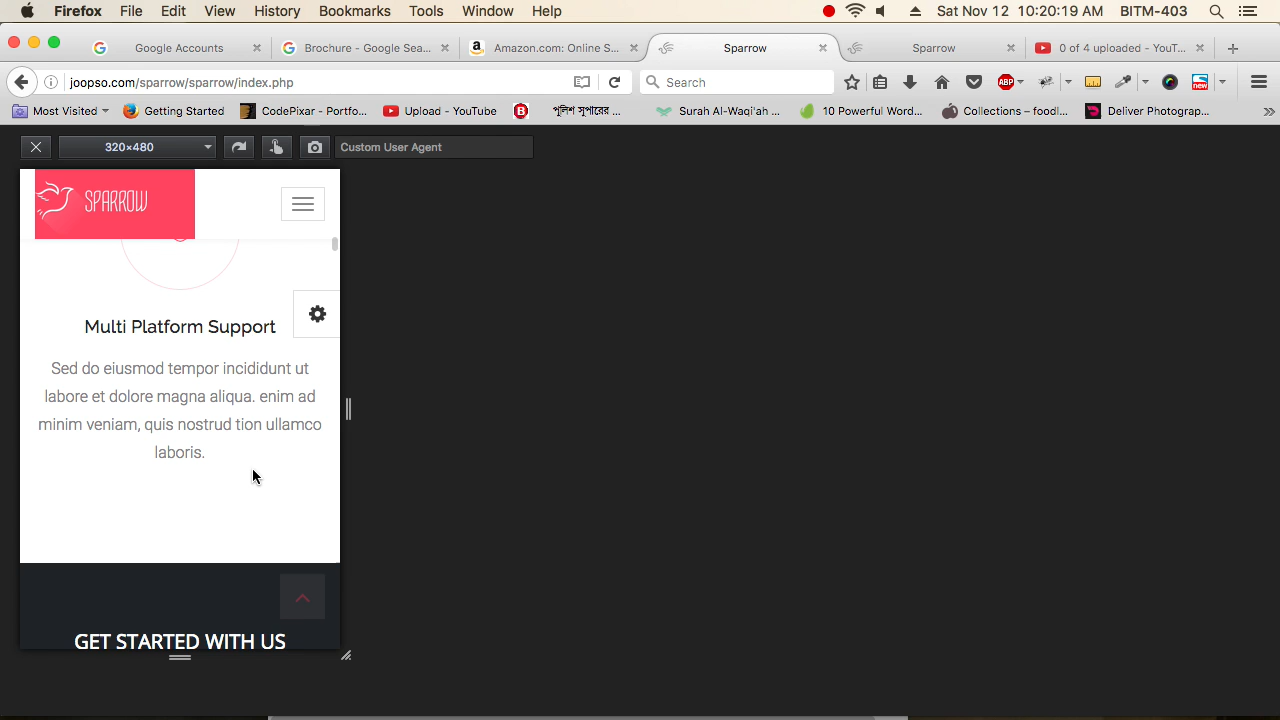 Firefox File Edit View History Bookmarks Tools Window Help Sat Nov 12 10:20:19 AM BITM-403
Google Accounts Brochure - Google Sea... Amazon.com: Online S... Sparrow Sparrow 0 of 4 uploaded - YouT...
joopso.com/sparrow/sparrow/index.php Search ABP new
Most Visited Getting Started CodePixar - Portfo... Upload - YouTube B পুলিশ সুপারের ... Surah Al-Waqi'ah ... 10 Powerful Word... Collections – foodl... Deliver Photograp...
320×480 Custom User Agent
SPARROW
Multi Platform Support
Sed do eiusmod tempor incididunt ut
labore et dolore magna aliqua. enim ad
minim veniam, quis nostrud tion ullamco
laboris.
GET STARTED WITH US